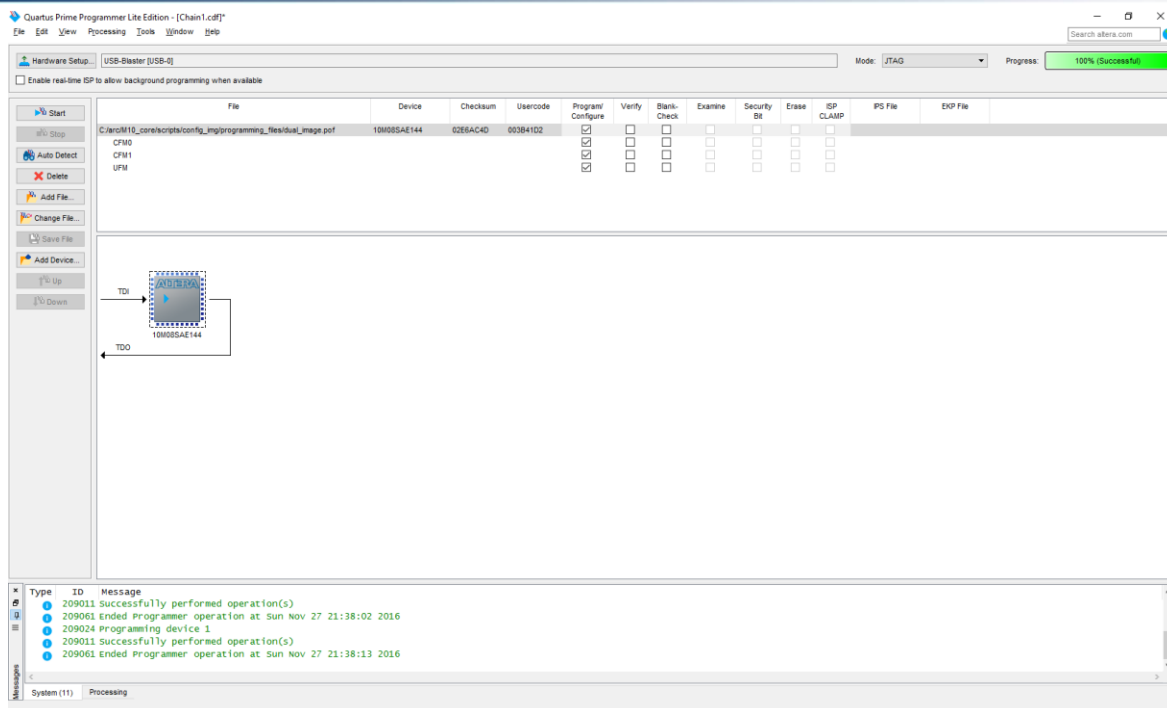 Quartus Prime Programmer Lite Edition - [Chain1.cdf]*
File Edit View Processing Tools Window Help
Search altera.com
Hardware Setup... USB-Blaster [USB-0] Mode: JTAG Progress: 100% (Successful)
Enable real-time ISP to allow background programming when available
Start
Stop
Auto Detect
Delete
Add File...
Change File...
Save File
Add Device...
Up
Down
File Device Checksum Usercode Program/Configure Verify Blank-Check Examine Security Bit Erase ISP CLAMP IPS File EKP File
C:/arc/M10_core/scripts/config_img/programming_files/dual_image.pof 10M08SAE144 02E6AC4D 003B41D2
CFM0
CFM1
UFM
TDI
ALTERA
10M08SAE144
TDO
Type ID Message
209011 Successfully performed operation(s)
209061 Ended Programmer operation at Sun Nov 27 21:38:02 2016
209024 Programming device 1
209011 Successfully performed operation(s)
209061 Ended Programmer operation at Sun Nov 27 21:38:13 2016
Messages
System (11) Processing